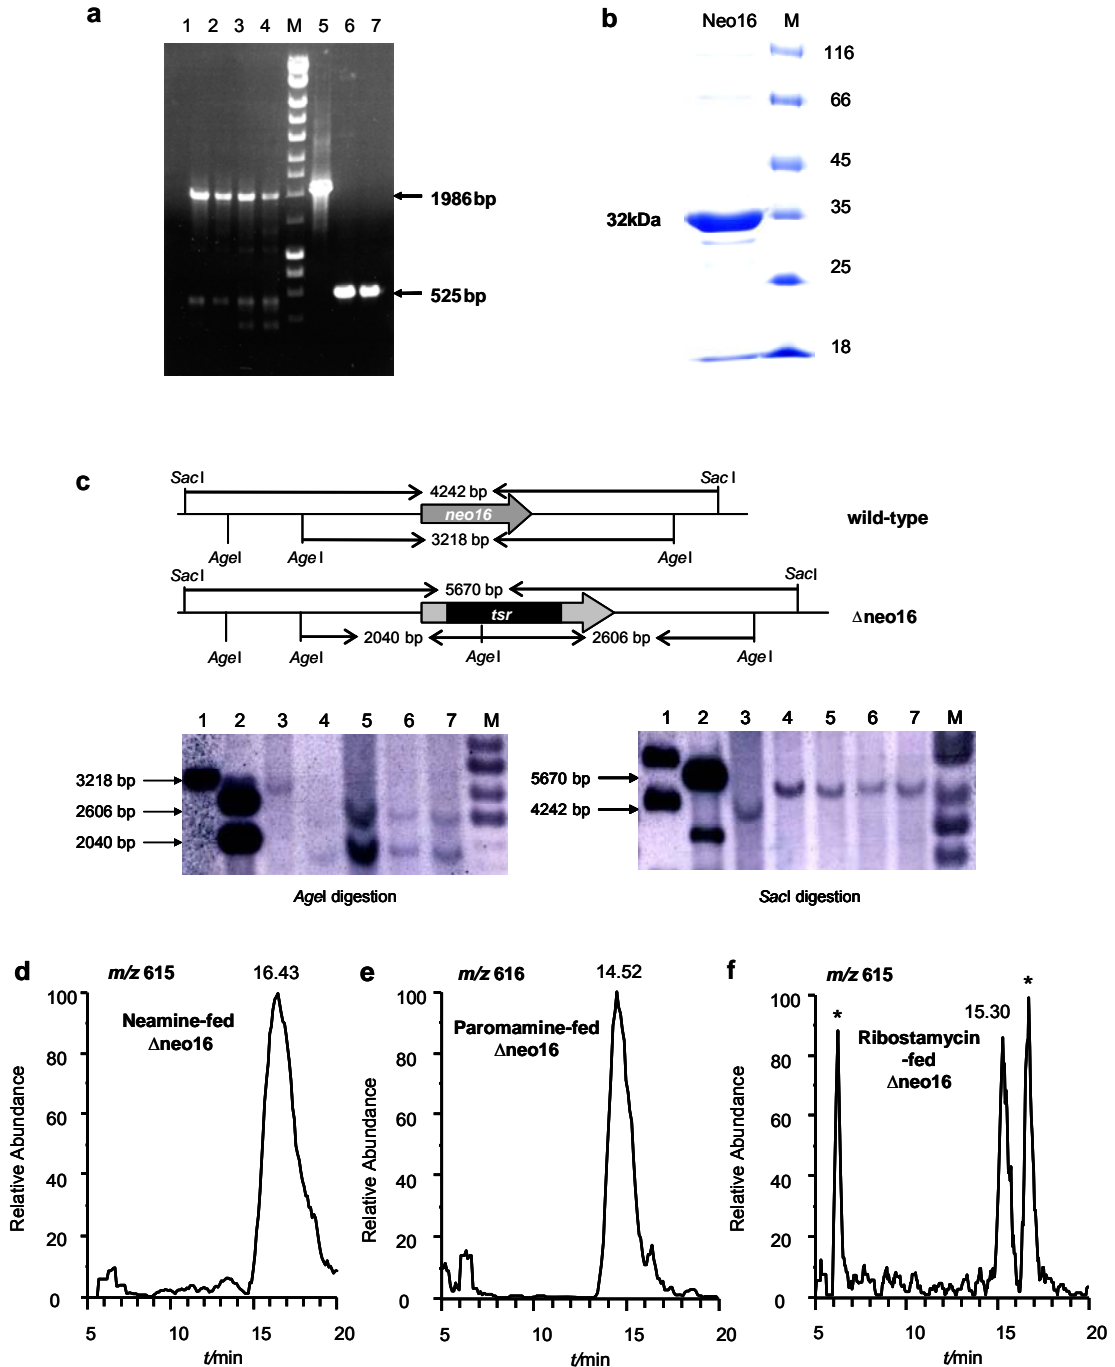 a
1 2 3 4 M 5 6 7
1986bp
525bp
b
Neo16 M
116
66
45
35
32kDa
25
18
c
SacI SacI
4242 bp
neo16
wild-type
3218 bp
AgeI AgeI AgeI
SacI SacI
5670 bp
tsr
Δneo16
2040 bp 2606 bp
AgeI AgeI AgeI AgeI
1 2 3 4 5 6 7 M
3218 bp
2606 bp
2040 bp
AgeI digestion
1 2 3 4 5 6 7 M
5670 bp
4242 bp
SacI digestion
d
m/z 615
16.43
Neamine-fed
Δneo16
Relative Abundance
100
80
60
40
20
0
5 10 15 20
t/min
e
m/z 616
14.52
Paromamine-fed
Δneo16
Relative Abundance
100
80
60
40
20
0
5 10 15 20
t/min
f
m/z 615
*
*
15.30
Ribostamycin
-fed
Δneo16
Relative Abundance
100
80
60
40
20
0
5 10 15 20
t/min